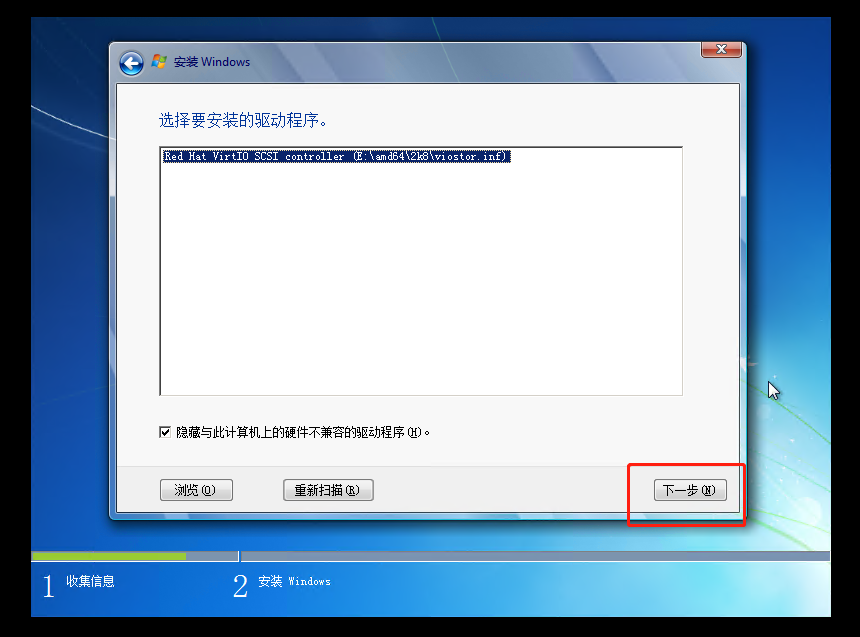 安装 Windows
选择要安装的驱动程序。
Red Hat VirtIO SCSI controller (E:\amd64\2k8\viostor.inf)
隐藏与此计算机上的硬件不兼容的驱动程序(H)。
浏览(O) 重新扫描(R) 下一步(N)
1 收集信息 2 安装 Windows